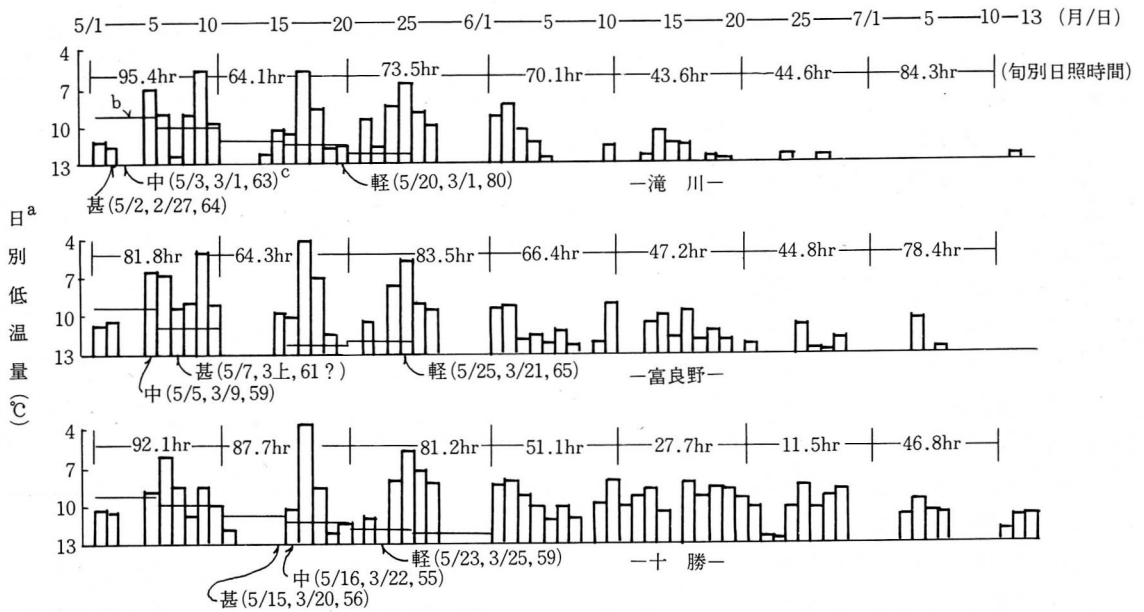 5/1 5 10 15 20 25 6/1 5 10 15 20 25 7/1 5 10 13 (月/日)
4
95.4hr 64.1hr 73.5hr 70.1hr 43.6hr 44.6hr 84.3hr (旬別日照時間)
7
b
10
13
中(5/3, 3/1, 63)c 軽(5/20, 3/1, 80) —滝 川—
甚(5/2, 2/27, 64)
日a別低温量(℃)
4
81.8hr 64.3hr 83.5hr 66.4hr 47.2hr 44.8hr 78.4hr
7
10
13
甚(5/7, 3上, 61?) 軽(5/25, 3/21, 65) —富良野—
中(5/5, 3/9, 59)
4
92.1hr 87.7hr 81.2hr 51.1hr 27.7hr 11.5hr 46.8hr
7
10
13
軽(5/23, 3/25, 59) —十 勝—
中(5/16, 3/22, 55)
甚(5/15, 3/20, 56)